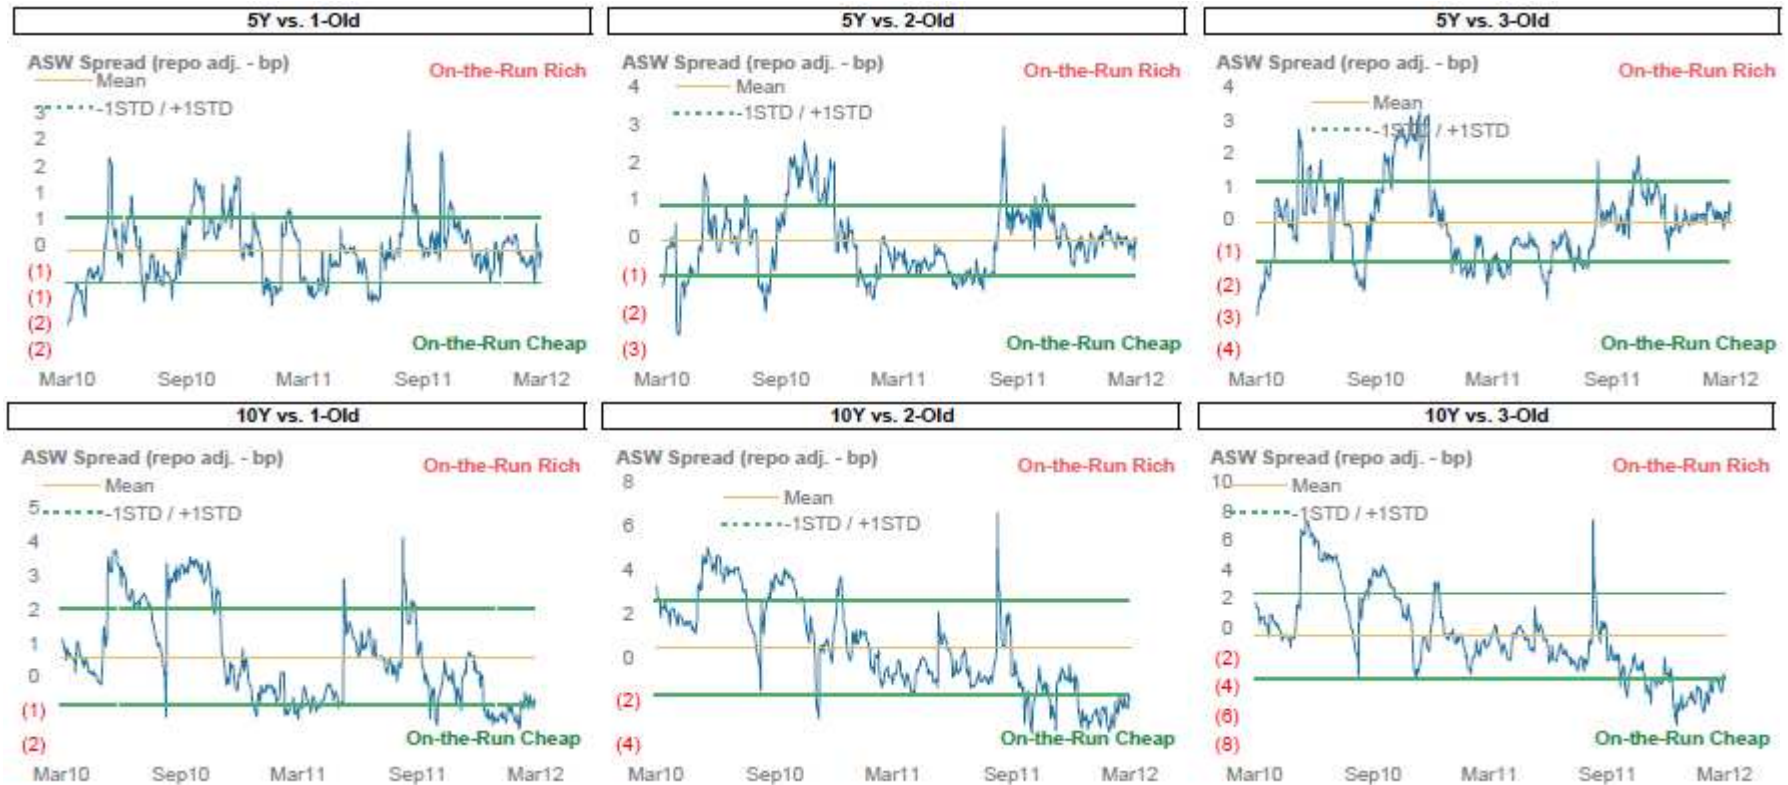 5Y vs. 1-Old
ASW Spread (repo adj. - bp)
On-the-Run Rich
Mean
-1STD / +1STD
3
2
2
1
1
0
(1)
(1)
(2)
(2)
On-the-Run Cheap
Mar10 Sep10 Mar11 Sep11 Mar12
5Y vs. 2-Old
ASW Spread (repo adj. - bp)
On-the-Run Rich
4
Mean
-1STD / +1STD
3
2
1
0
(1)
(2)
(3)
On-the-Run Cheap
Mar10 Sep10 Mar11 Sep11 Mar12
5Y vs. 3-Old
ASW Spread (repo adj. - bp)
On-the-Run Rich
4
Mean
3
-1STD / +1STD
2
1
0
(1)
(2)
(3)
(4)
On-the-Run Cheap
Mar10 Sep10 Mar11 Sep11 Mar12
10Y vs. 1-Old
ASW Spread (repo adj. - bp)
On-the-Run Rich
Mean
5
-1STD / +1STD
4
3
2
1
0
(1)
(2)
On-the-Run Cheap
Mar10 Sep10 Mar11 Sep11 Mar12
10Y vs. 2-Old
ASW Spread (repo adj. - bp)
On-the-Run Rich
8
Mean
6
-1STD / +1STD
4
2
0
(2)
(4)
On-the-Run Cheap
Mar10 Sep10 Mar11 Sep11 Mar12
10Y vs. 3-Old
ASW Spread (repo adj. - bp)
On-the-Run Rich
10
Mean
8
-1STD / +1STD
6
4
2
0
(2)
(4)
(6)
(8)
On-the-Run Cheap
Mar10 Sep10 Mar11 Sep11 Mar12